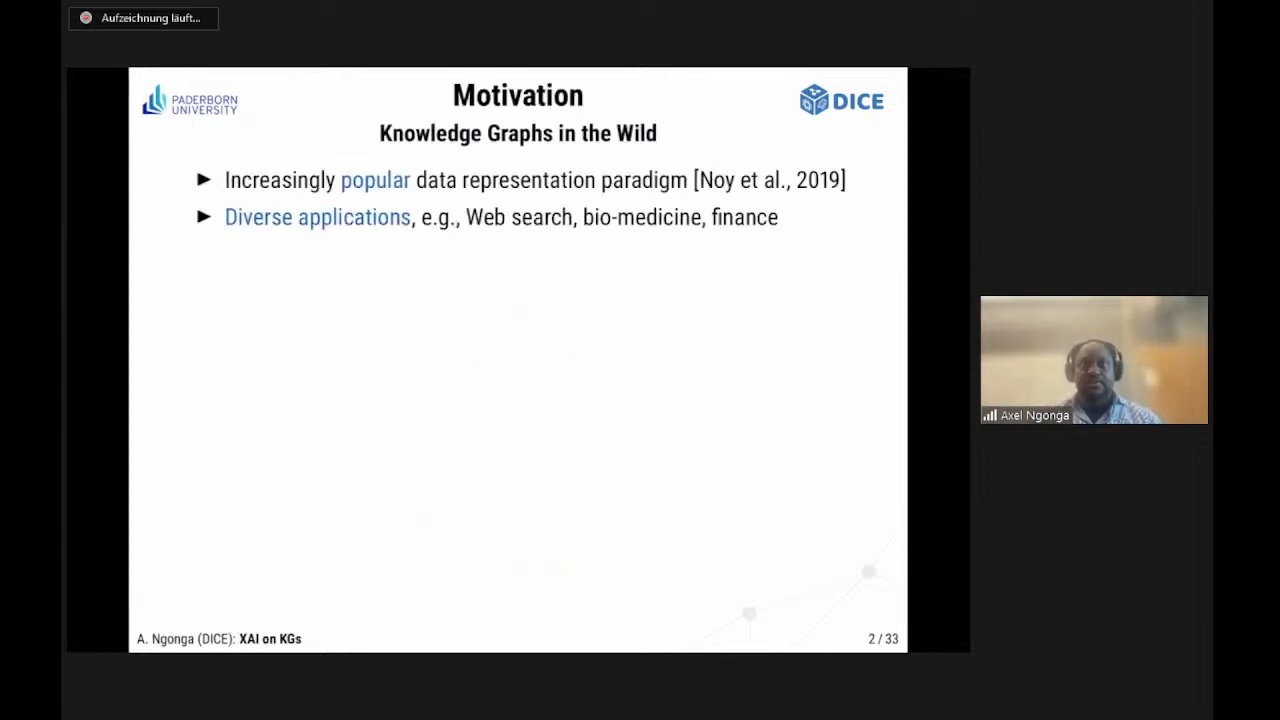 Aufzeichnung läuft...
PADERBORN
UNIVERSITY
Motivation
DICE
Knowledge Graphs in the Wild
► Increasingly popular data representation paradigm [Noy et al., 2019]
► Diverse applications, e.g., Web search, bio-medicine, finance
Axel Ngonga
A. Ngonga (DICE): XAI on KGs
2 / 33